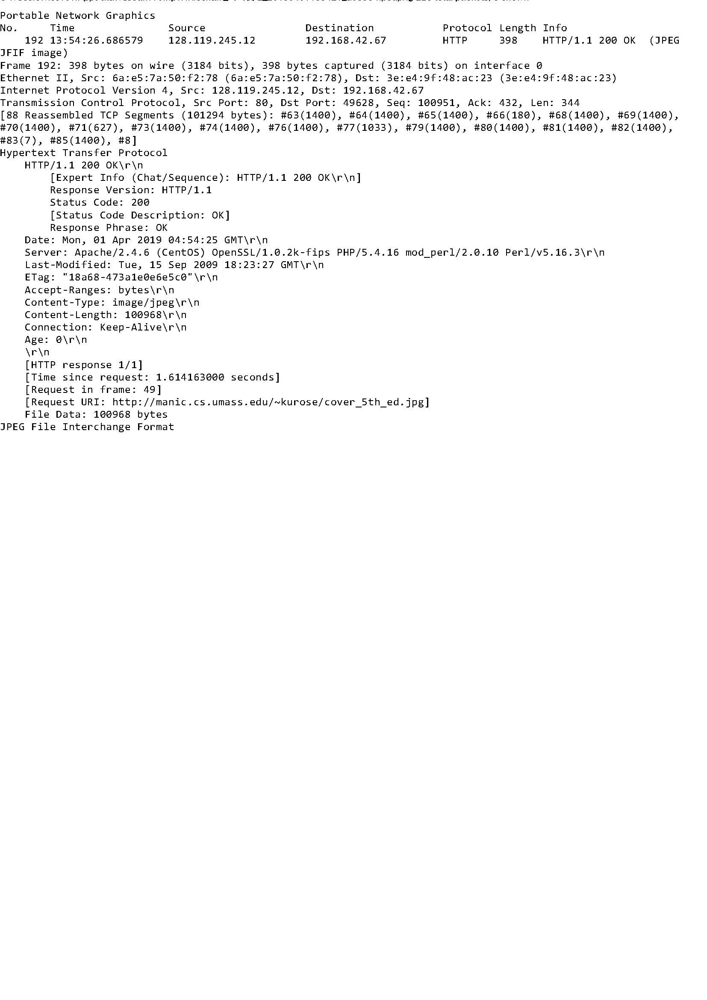 Portable Network Graphics
No. Time Source Destination Protocol Length Info
192 13:54:26.686579 128.119.245.12 192.168.42.67 HTTP 398 HTTP/1.1 200 OK (JPEG
JFIF image)
Frame 192: 398 bytes on wire (3184 bits), 398 bytes captured (3184 bits) on interface 0
Ethernet II, Src: 6a:e5:7a:50:f2:78 (6a:e5:7a:50:f2:78), Dst: 3e:e4:9f:48:ac:23 (3e:e4:9f:48:ac:23)
Internet Protocol Version 4, Src: 128.119.245.12, Dst: 192.168.42.67
Transmission Control Protocol, Src Port: 80, Dst Port: 49628, Seq: 100951, Ack: 432, Len: 344
[88 Reassembled TCP Segments (101294 bytes): #63(1400), #64(1400), #65(1400), #66(180), #68(1400), #69(1400),
#70(1400), #71(627), #73(1400), #74(1400), #76(1400), #77(1033), #79(1400), #80(1400), #81(1400), #82(1400),
#83(7), #85(1400), #8]
Hypertext Transfer Protocol
HTTP/1.1 200 OK\r\n
[Expert Info (Chat/Sequence): HTTP/1.1 200 OK\r\n]
Response Version: HTTP/1.1
Status Code: 200
[Status Code Description: OK]
Response Phrase: OK
Date: Mon, 01 Apr 2019 04:54:25 GMT\r\n
Server: Apache/2.4.6 (CentOS) OpenSSL/1.0.2k-fips PHP/5.4.16 mod_perl/2.0.10 Perl/v5.16.3\r\n
Last-Modified: Tue, 15 Sep 2009 18:23:27 GMT\r\n
ETag: "18a68-473a1e0e6e5c0"\r\n
Accept-Ranges: bytes\r\n
Content-Type: image/jpeg\r\n
Content-Length: 100968\r\n
Connection: Keep-Alive\r\n
Age: 0\r\n
\r\n
[HTTP response 1/1]
[Time since request: 1.614163000 seconds]
[Request in frame: 49]
[Request URI: http://manic.cs.umass.edu/~kurose/cover_5th_ed.jpg]
File Data: 100968 bytes
JPEG File Interchange Format